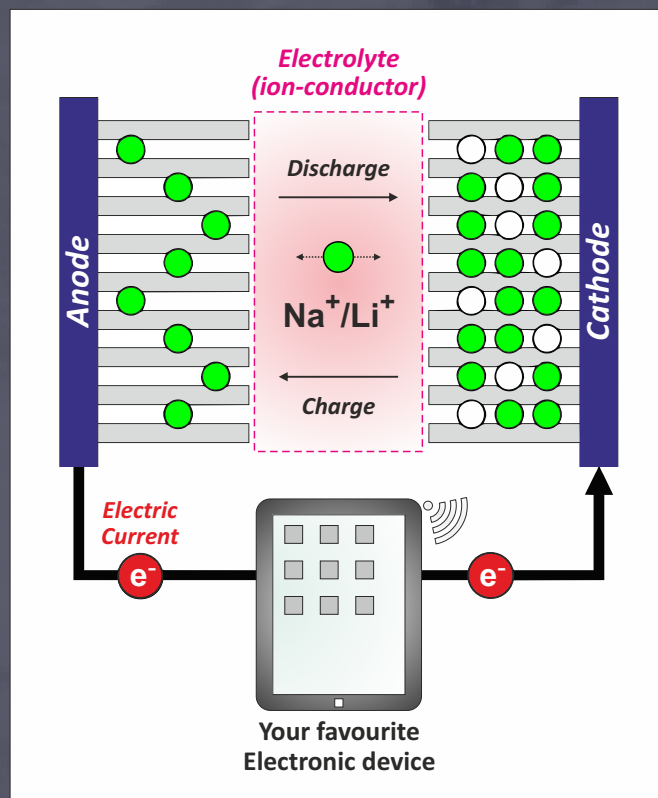 Electrolyte
(ion-conductor)
Anode
Discharge
Na⁺/Li⁺
Charge
Cathode
Electric
Current
e⁻
e⁻
Your favourite
Electronic device